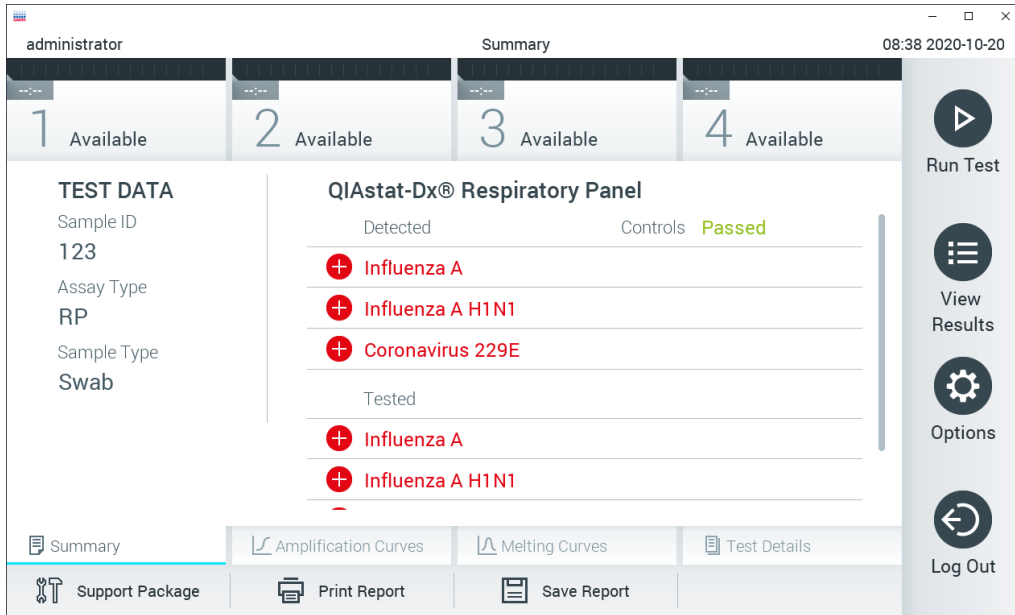 administrator Summary 08:38 2020-10-20
--:-- --:-- --:-- --:--
1 Available 2 Available 3 Available 4 Available
Run Test
TEST DATA
Sample ID
123
Assay Type
RP
Sample Type
Swab
QIAstat-Dx® Respiratory Panel
Detected Controls Passed
Influenza A
Influenza A H1N1
Coronavirus 229E
Tested
Influenza A
Influenza A H1N1
View
Results
Options
Log Out
Summary Amplification Curves Melting Curves Test Details
Support Package Print Report Save Report